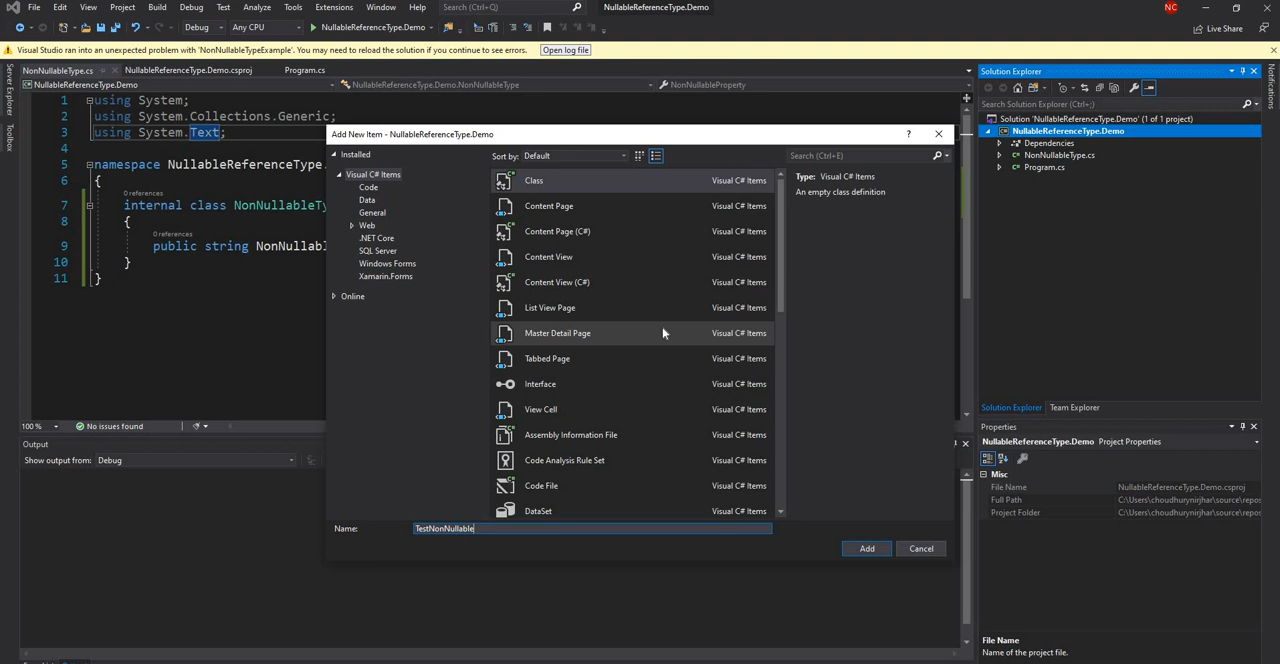 File Edit View Project Build Debug Test Analyze Tools Extensions Window Help Search (Ctrl+Q) NullableReferenceType.Demo NC
Debug Any CPU NullableReferenceType.Demo Live Share
Visual Studio ran into an unexpected problem with 'NonNullableTypeExample'. You may need to reload the solution if you continue to see errors. Open log file
Server Explorer
Toolbox
NonNullableType.cs NullableReferenceType.Demo.csproj Program.cs
NullableReferenceType.Demo NullableReferenceType.Demo.NonNullableType NonNullableProperty
1 using System;
2 using System.Collections.Generic;
3 using System.Text;
4
5 namespace NullableReferenceType.
6 {
0 references
7 internal class NonNullableTy
8 {
0 references
9 public string NonNullabl
10 }
11 }
100 % No issues found
Output
Show output from: Debug
Add New Item - NullableReferenceType.Demo ?
Installed
Visual C# Items
Code
Data
General
Web
.NET Core
SQL Server
Windows Forms
Xamarin.Forms
Online
Sort by: Default
Search (Ctrl+E)
Class Visual C# Items
Content Page Visual C# Items
Content Page (C#) Visual C# Items
Content View Visual C# Items
Content View (C#) Visual C# Items
List View Page Visual C# Items
Master Detail Page Visual C# Items
Tabbed Page Visual C# Items
Interface Visual C# Items
View Cell Visual C# Items
Assembly Information File Visual C# Items
Code Analysis Rule Set Visual C# Items
Code File Visual C# Items
DataSet Visual C# Items
Type: Visual C# Items
An empty class definition
Name: TestNonNullable
Add Cancel
Solution Explorer
Search Solution Explorer (Ctrl+;)
Solution 'NullableReferenceType.Demo' (1 of 1 project)
NullableReferenceType.Demo
Dependencies
NonNullableType.cs
Program.cs
Solution Explorer Team Explorer
Properties
NullableReferenceType.Demo Project Properties
Misc
File Name NullableReferenceType.Demo.csproj
Full Path C:\Users\choudhurynirjhar\source\repos
Project Folder C:\Users\choudhurynirjhar\source\repos
File Name
Name of the project file.
Notifications